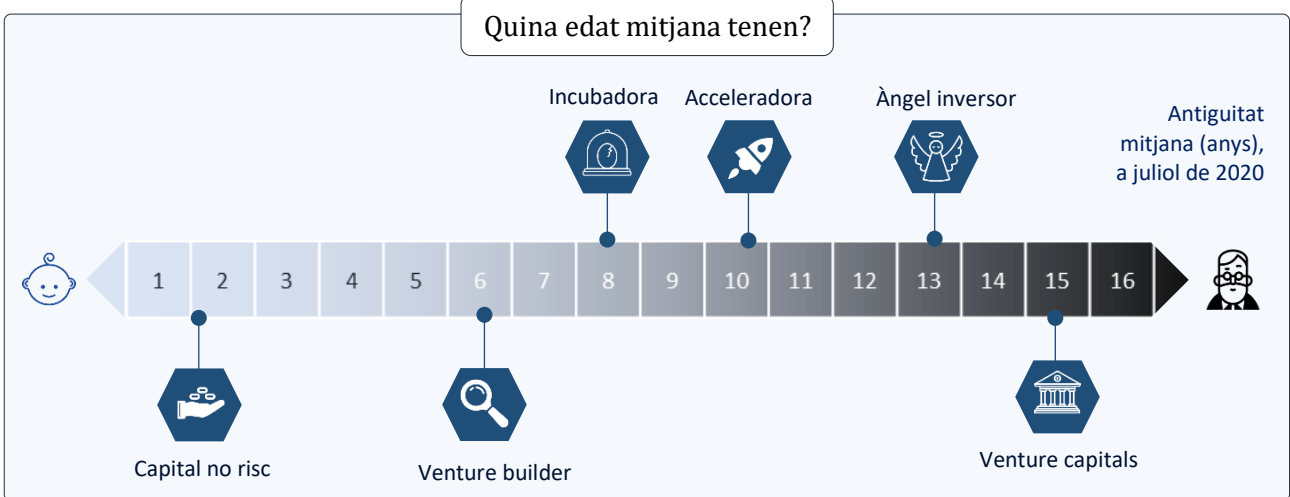 Quina edat mitjana tenen?
Incubadora Acceleradora Àngel inversor
Antiguitat
mitjana (anys),
a juliol de 2020
1 2 3 4 5 6 7 8 9 10 11 12 13 14 15 16
Capital no risc Venture builder Venture capitals